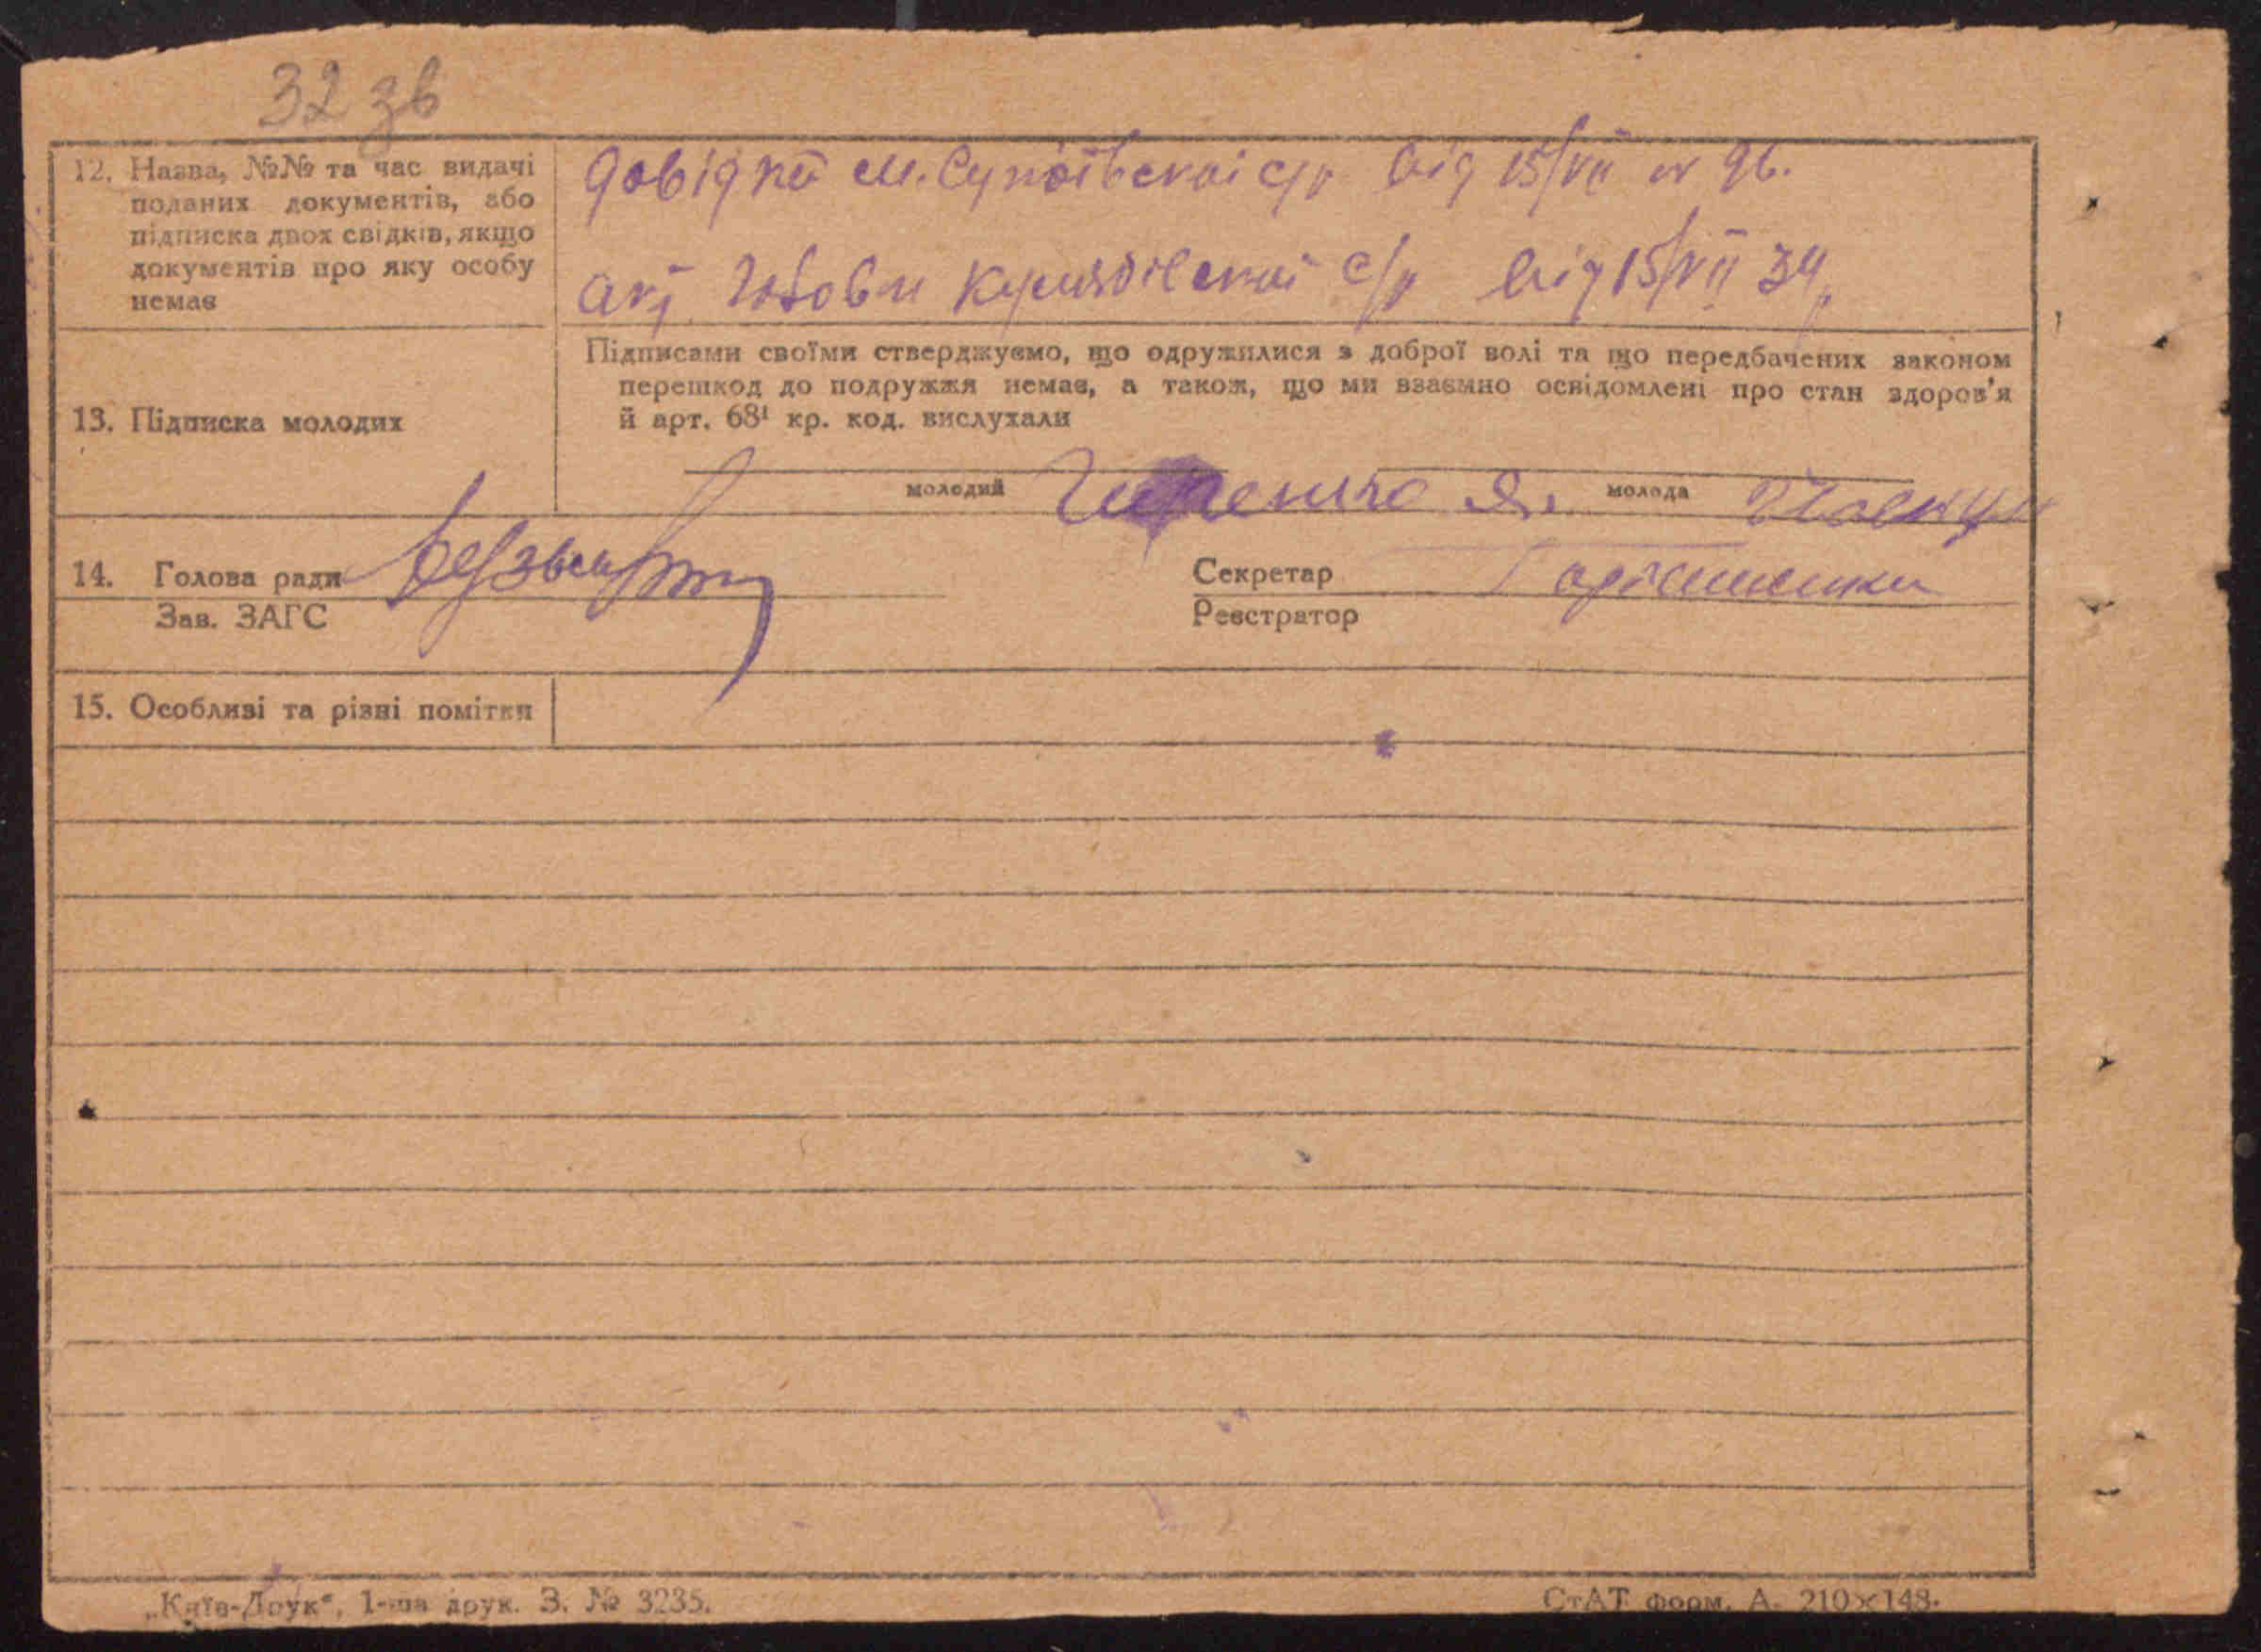 32 зв
12. Назва, №№ та час видачі
поданих документів, або
підписка двох свідків, якщо
документів про яку особу
немає
довідка М. Супоївської с/р від 15/VII № 96.
від 15/VII 34
13. Підписка молодих
Підписами своїми стверджуємо, що одружилися з доброї волі та що передбачених законом
перешкод до подружжя немає, а також, що ми взаємно освідомлені про стан здоров'я
й арт. 68¹ кр. код. вислухали
молодий
молода
14. Голова ради
Зав. ЗАГС
Секретар
Реєстратор
15. Особливі та різні помітки
„Київ-Друк", 1-ша друк. З. № 3235.
СтАТ форм. А. 210×148.